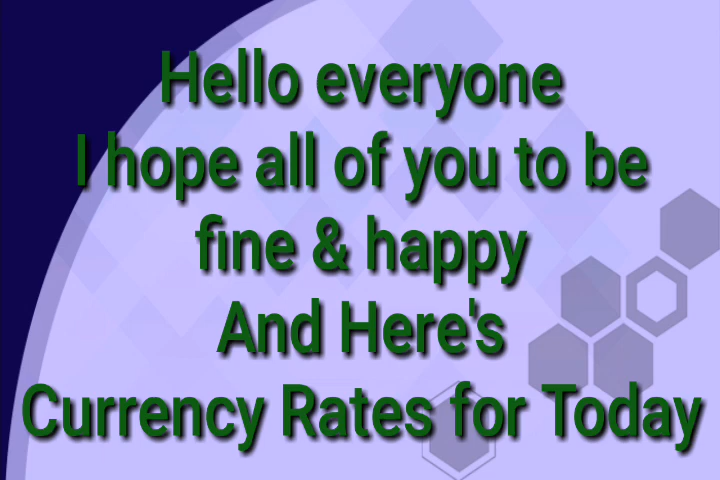 Hello everyone
I hope all of you to be
fine & happy
And Here's
Currency Rates for Today